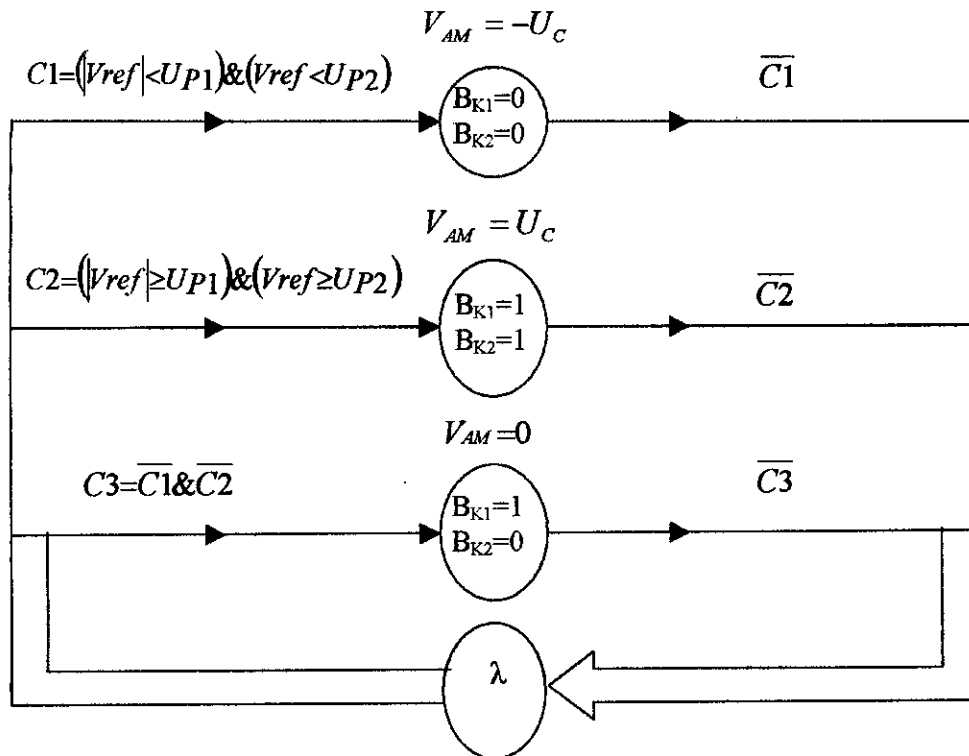 V_AM = −U_C
C1=(|Vref|<U_P1)&(Vref<U_P2)
B_K1=0
B_K2=0
C̅1̅
V_AM = U_C
C2=(|Vref|≥U_P1)&(Vref≥U_P2)
B_K1=1
B_K2=1
C̅2̅
V_AM=0
C3=C̅1̅&C̅2̅
B_K1=1
B_K2=0
C̅3̅
λ